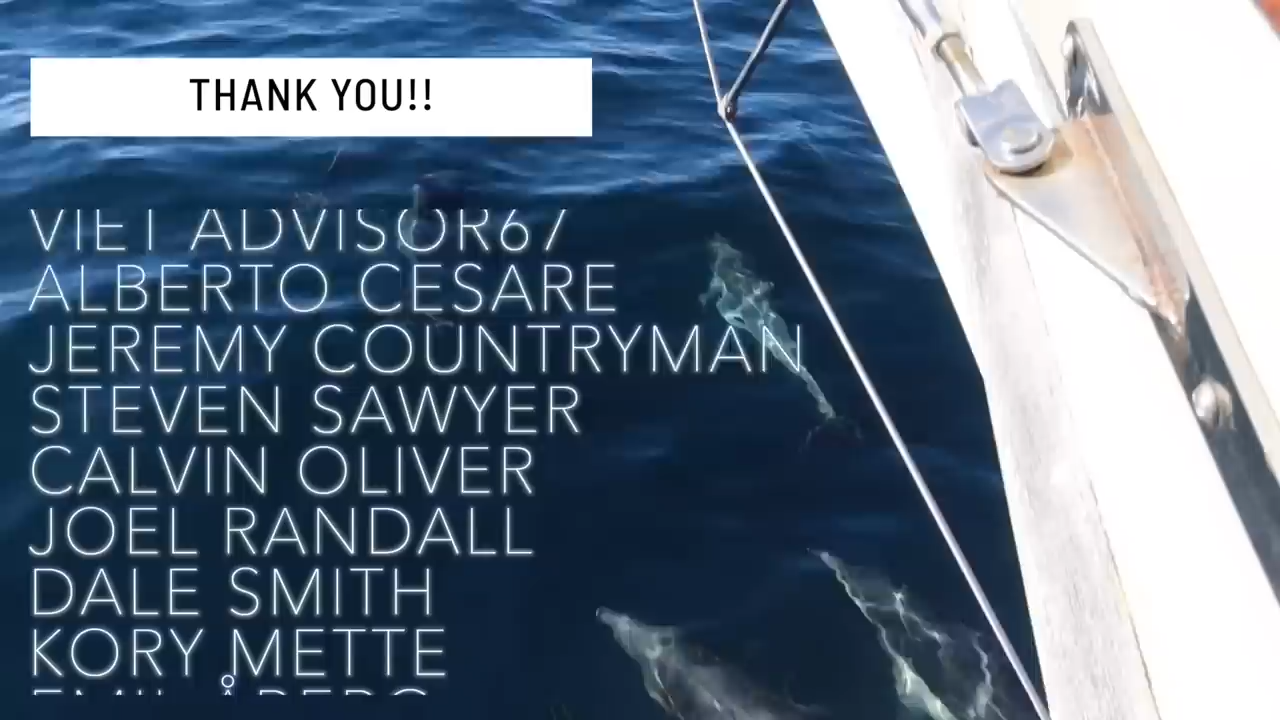 THANK YOU!!
VIET ADVISOR67
ALBERTO CESARE
JEREMY COUNTRYMAN
STEVEN SAWYER
CALVIN OLIVER
JOEL RANDALL
DALE SMITH
KORY METTE